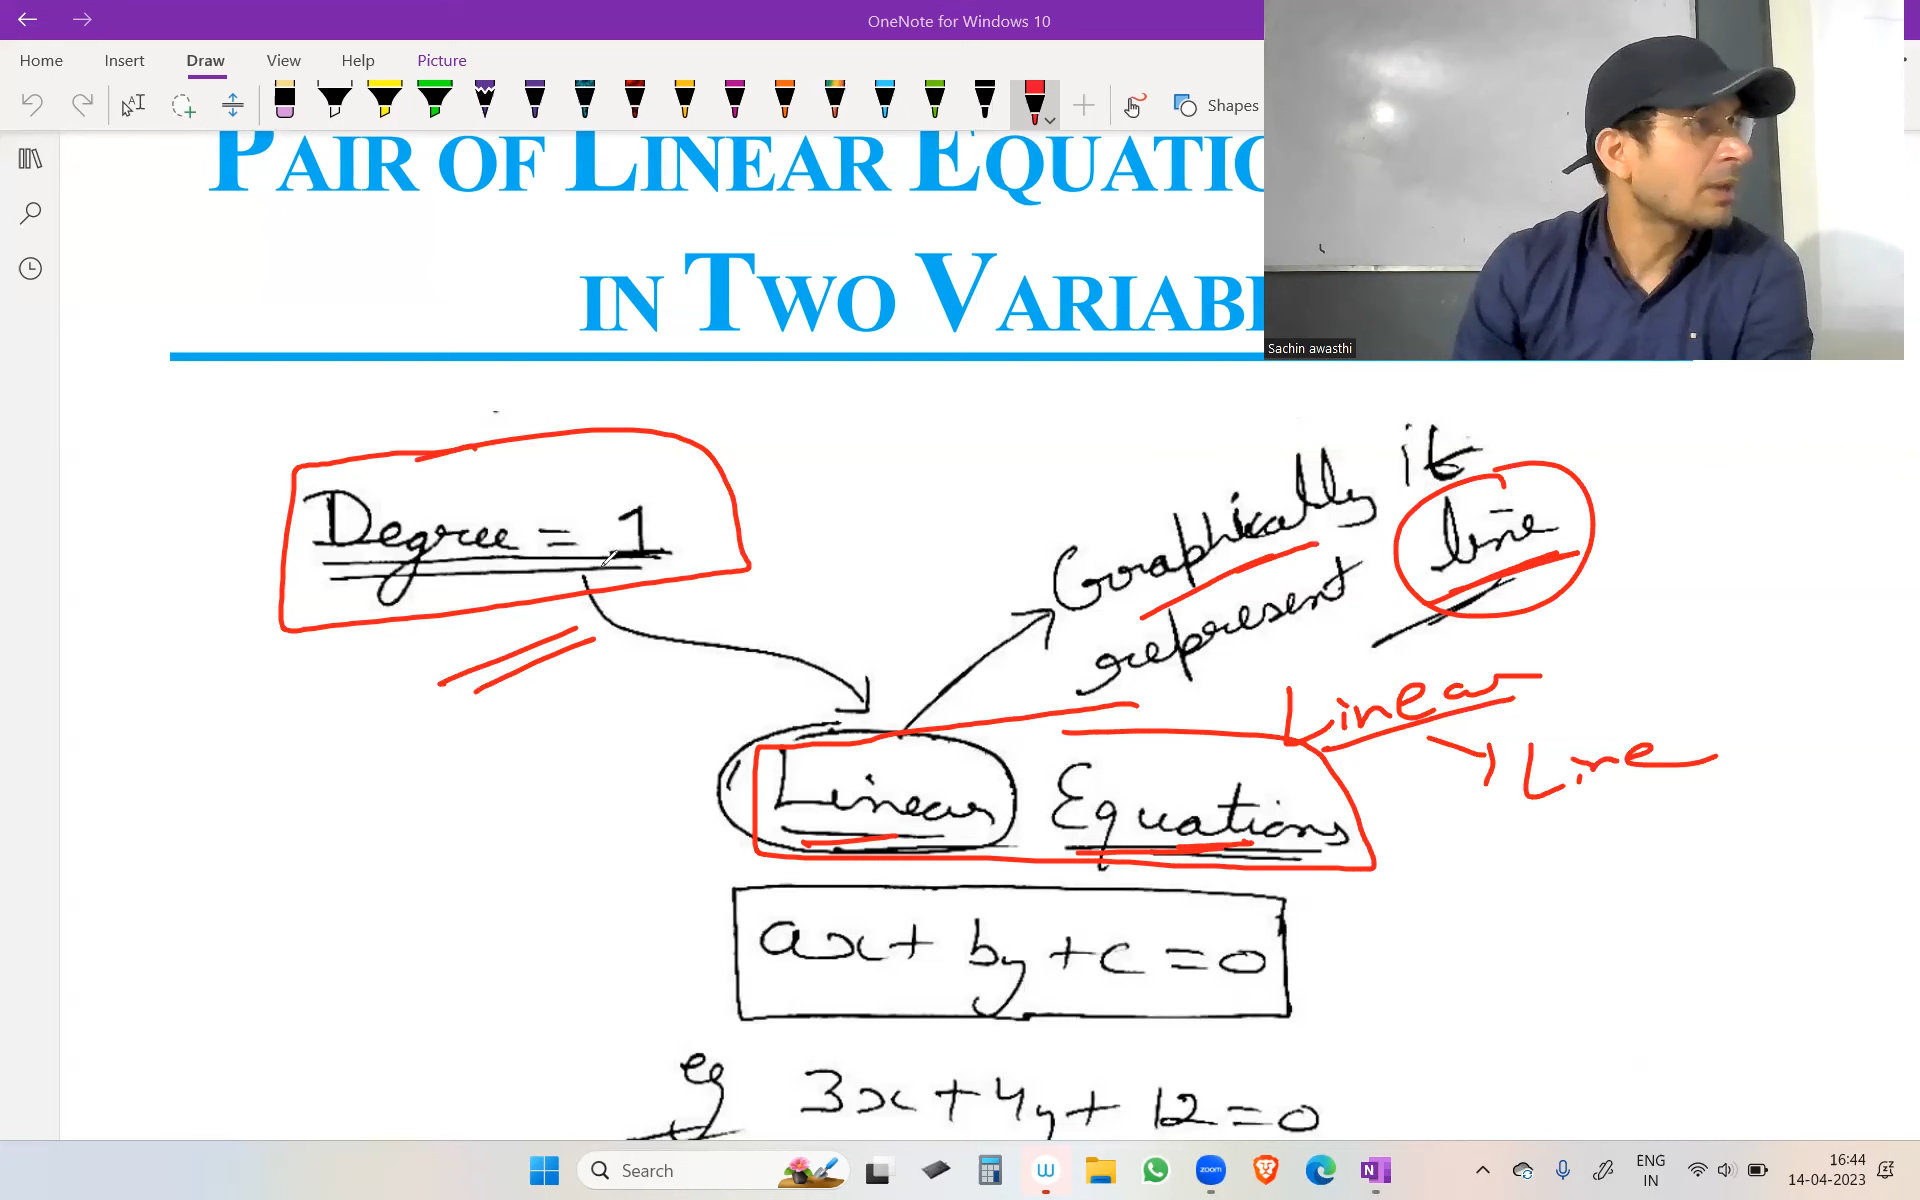 OneNote for Windows 10
Home Insert Draw View Help Picture
Shapes
PAIR OF LINEAR EQUATIO
IN TWO VARIABL
Sachin awasthi
Degree = 1
Graphically it
represent line
Linear
→ Line
Linear Equations
ax + by + c = 0
eg 3x + 4y + 12 = 0
Search
zoom
ENG
IN
16:44
14-04-2023